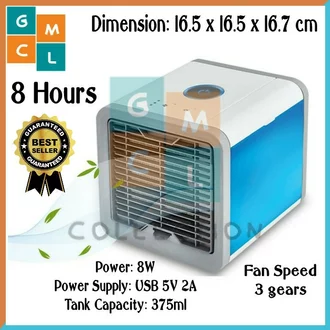 G M
C L
Dimension: 16.5 x 16.5 x 16.7 cm
8 Hours
GUARANTEED
BEST
SELLER
GUARANTEED
G M
C L
COLLECTION
Power: 8W
Power Supply: USB 5V 2A
Tank Capacity: 375ml
Fan Speed
3 gears